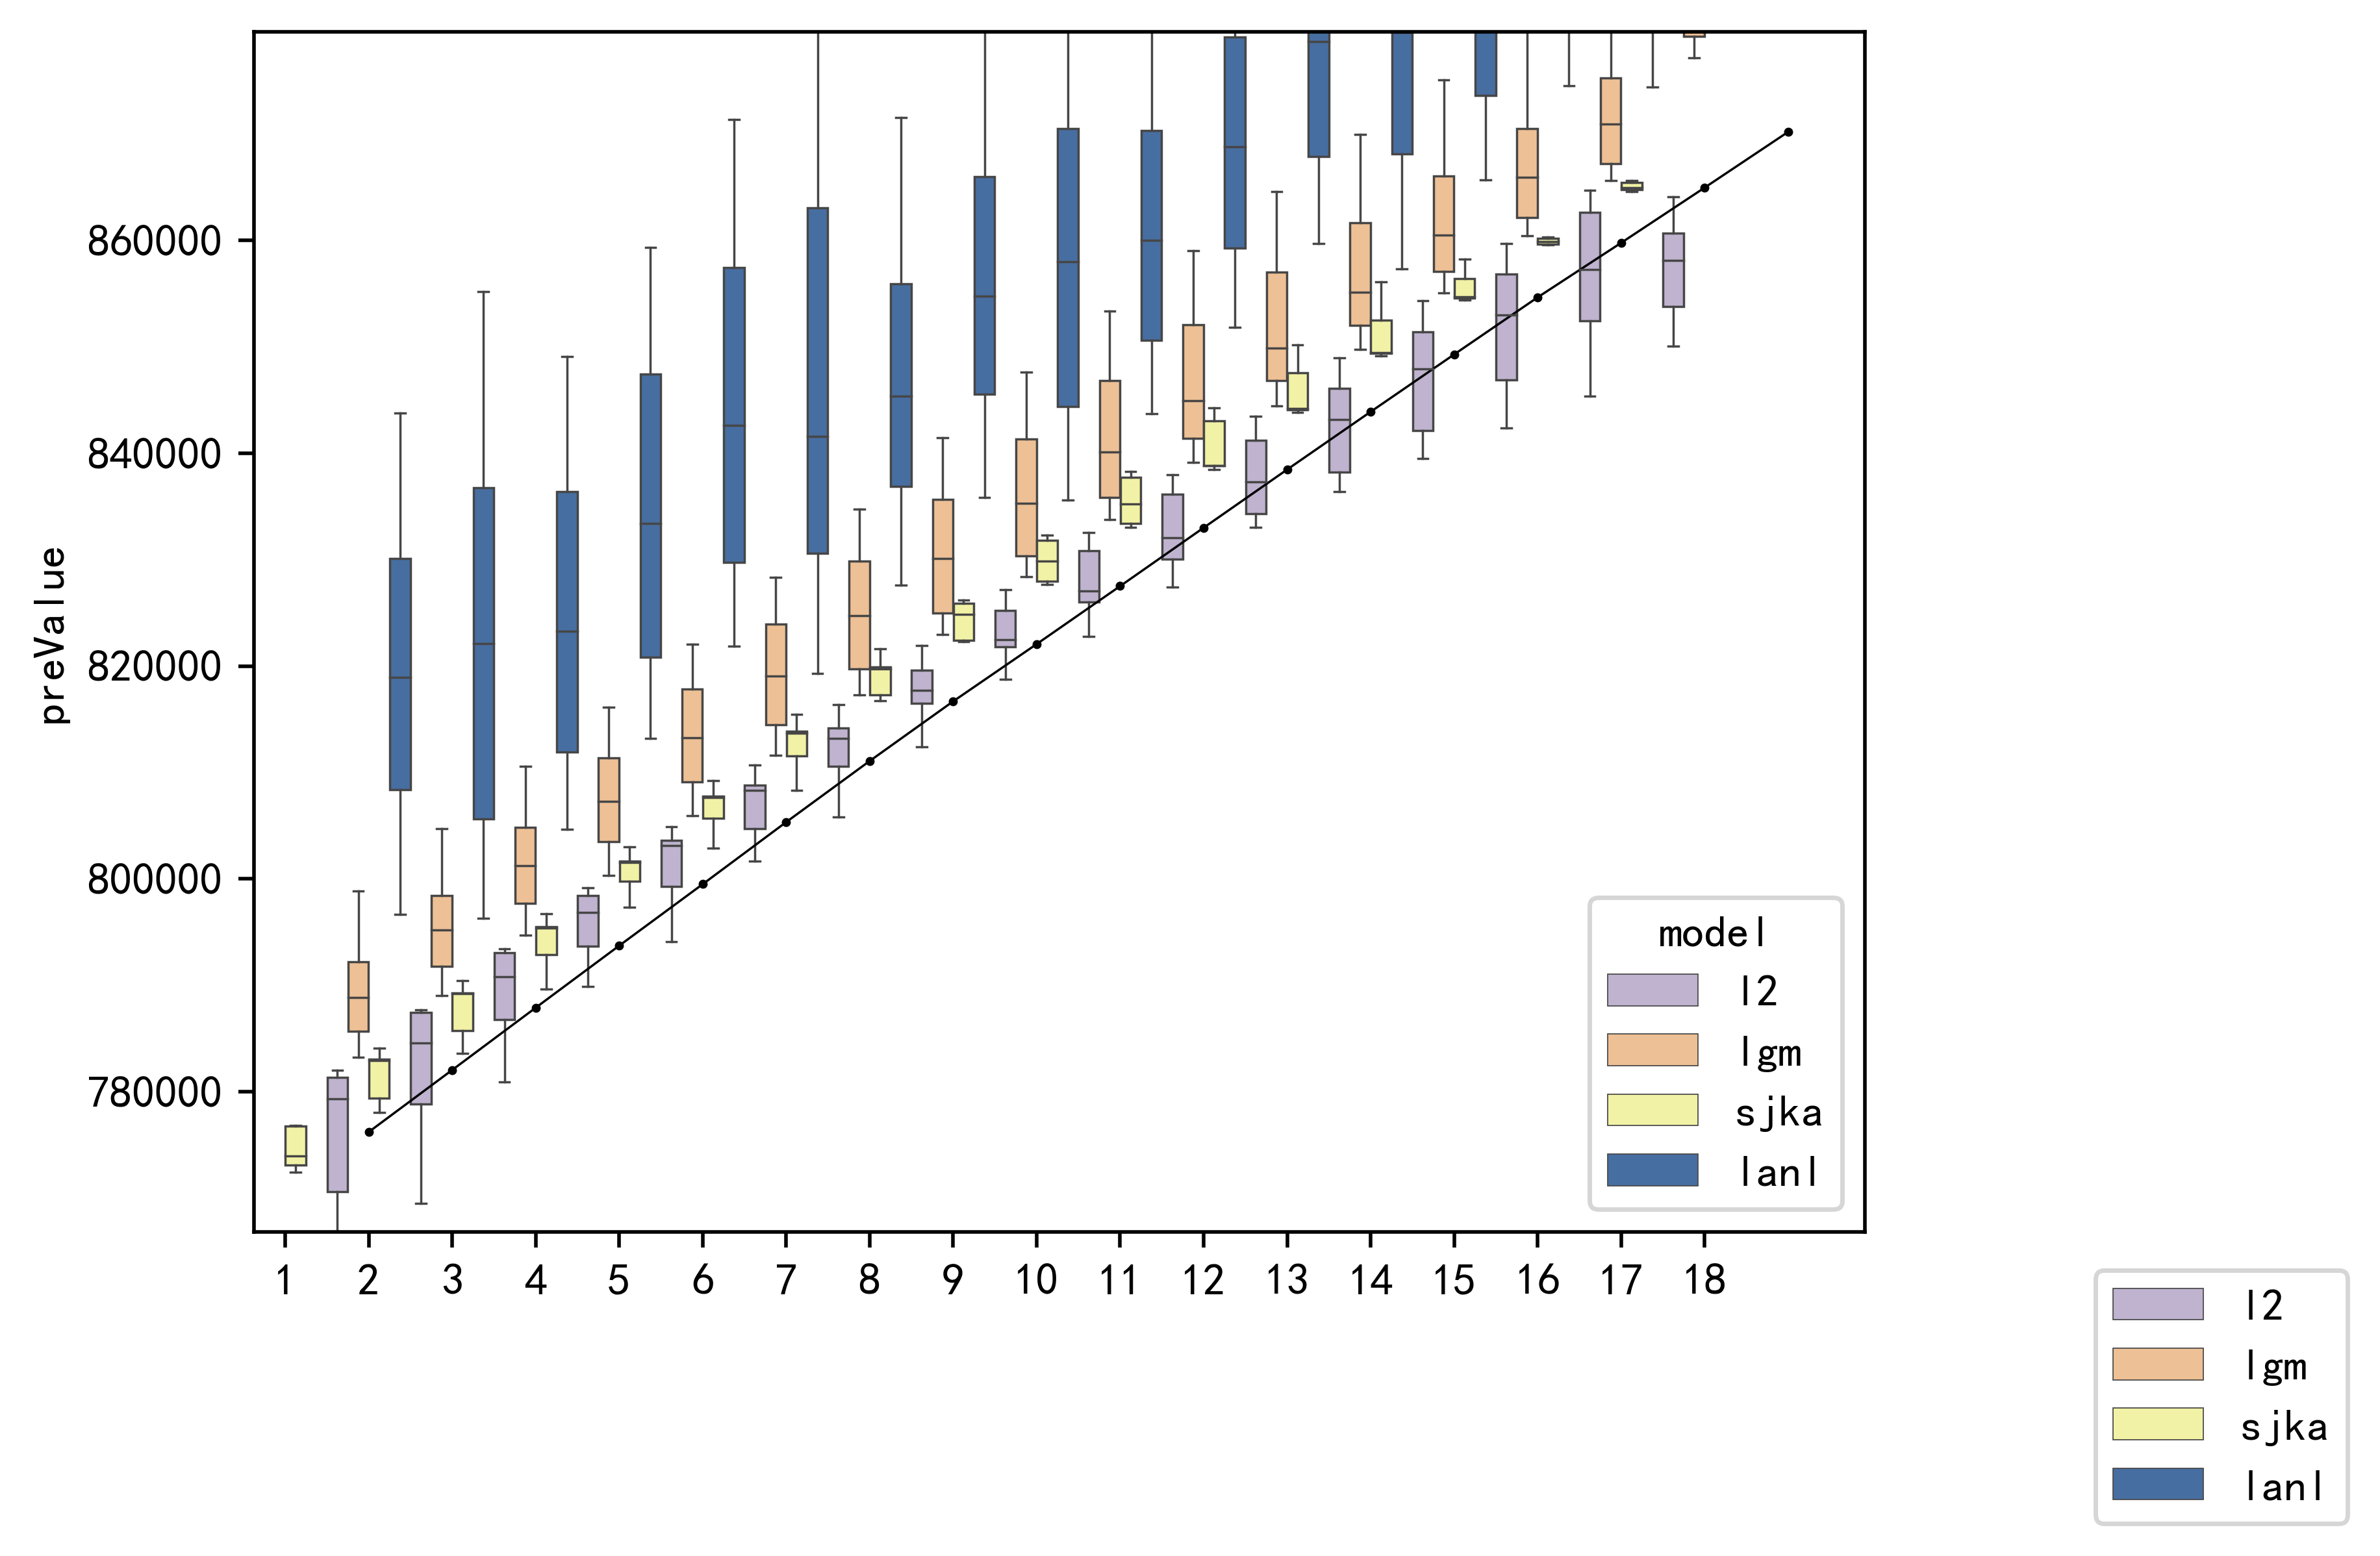 preValue
860000
840000
820000
800000
780000
1 2 3 4 5 6 7 8 9 10 11 12 13 14 15 16 17 18
model
l2
lgm
sjka
lanl
l2
lgm
sjka
lanl